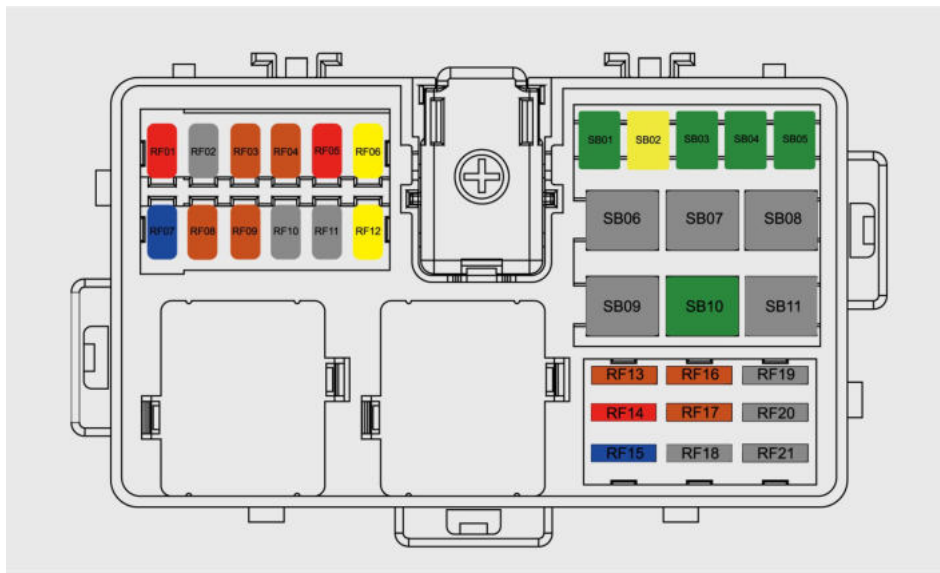 RF01 RF02 RF03 RF04 RF05 RF06
RF07 RF08 RF09 RF10 RF11 RF12
SB01 SB02 SB03 SB04 SB05
SB06 SB07 SB08
SB09 SB10 SB11
RF13 RF16 RF19
RF14 RF17 RF20
RF15 RF18 RF21